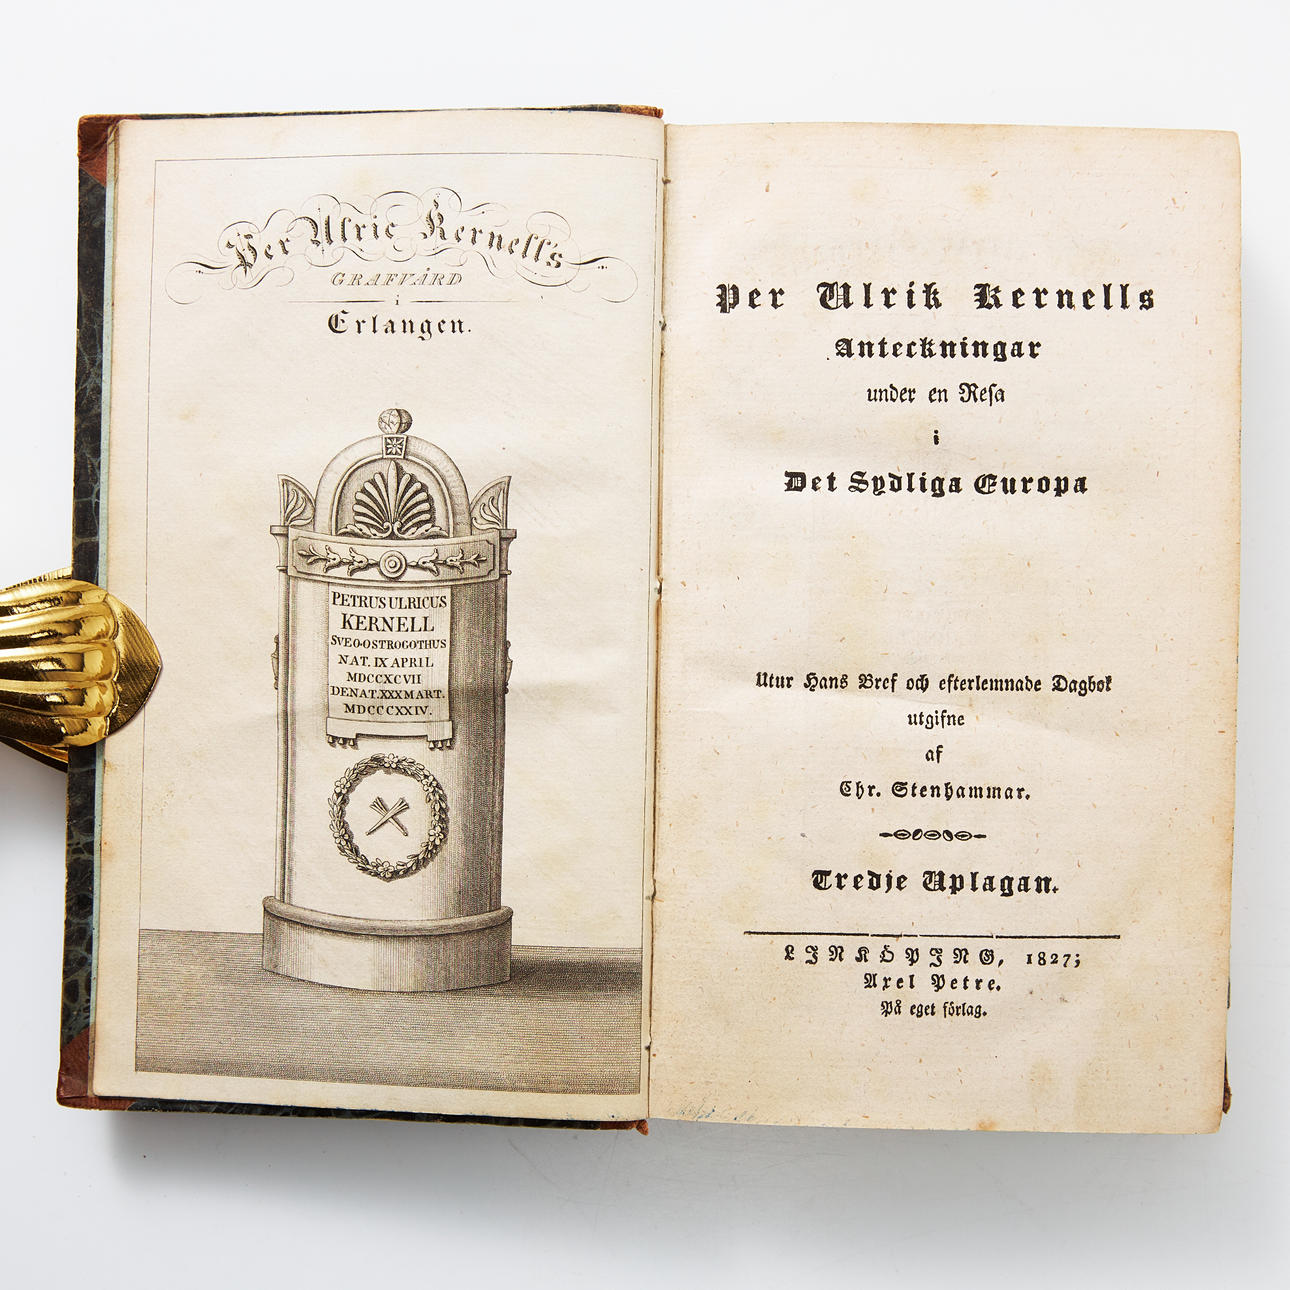 Per Ulric Kernell's
GRAFVÅRD
i
Erlangen.
PETRUS ULRICUS
KERNELL
SVEO-OSTROGOTHUS
NAT. IX APRIL
MDCCXCVII
DENAT. XXX MART.
MDCCCXXIV.
Per Ulrik Kernells
Anteckningar
under en Resa
i
Det Sydliga Europa
Utur Hans Bref och efterlemnade Dagbok
utgifne
af
Chr. Stenhammar.
Tredje Uplagan.
LINKÖPING, 1827;
Axel Petre.
På eget förlag.